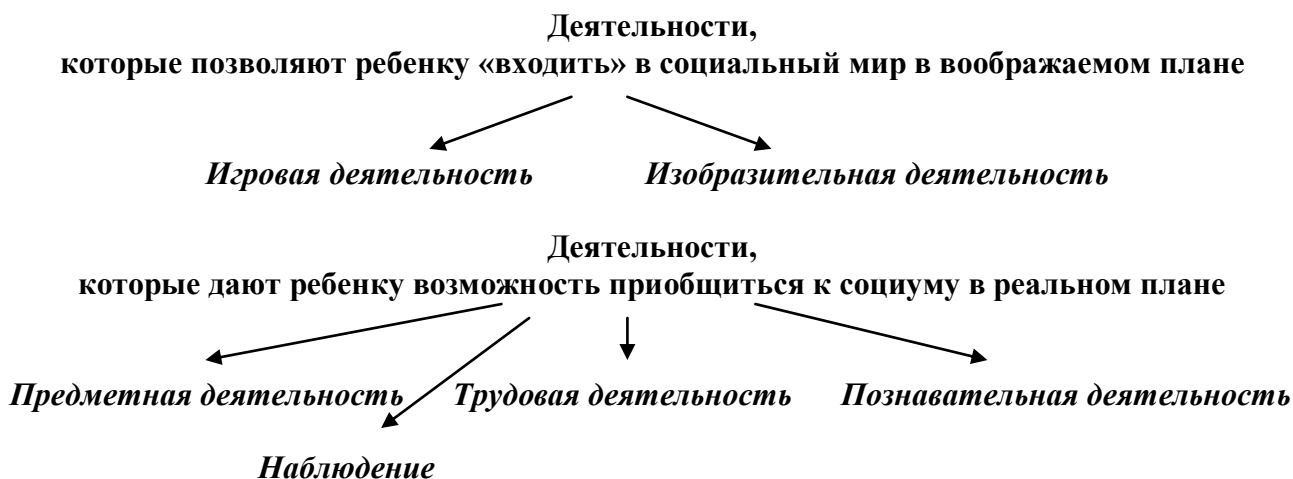 Деятельности,
которые позволяют ребенку «входить» в социальный мир в воображаемом плане
Игровая деятельность
Изобразительная деятельность
Деятельности,
которые дают ребенку возможность приобщиться к социуму в реальном плане
Предметная деятельность
Трудовая деятельность
Познавательная деятельность
Наблюдение